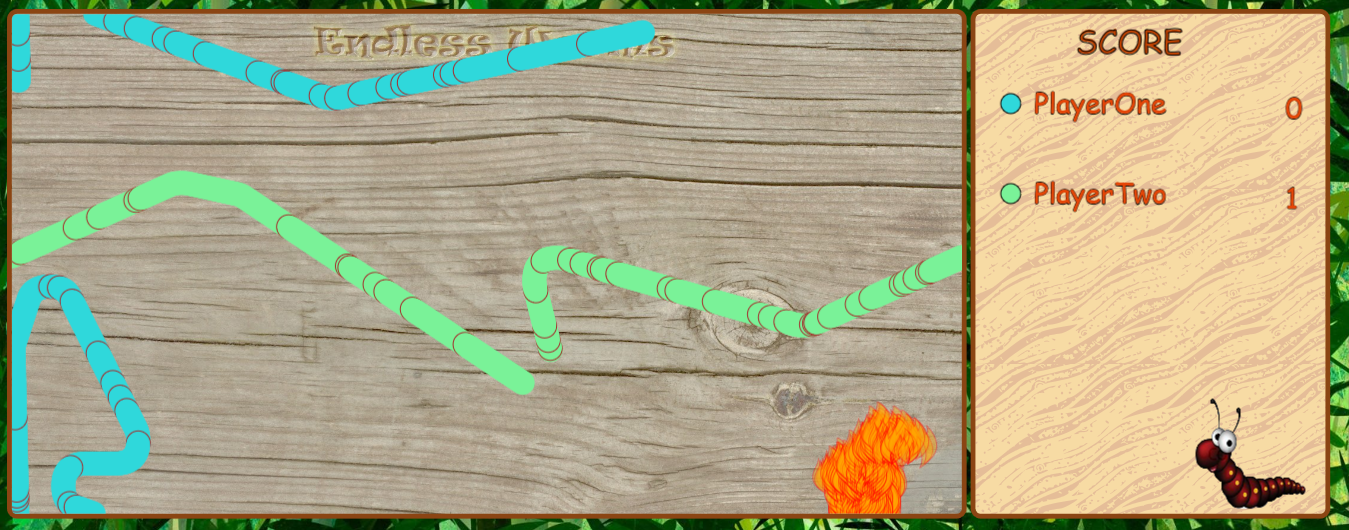 Endless W
SCORE
PlayerOne 0
PlayerTwo 1